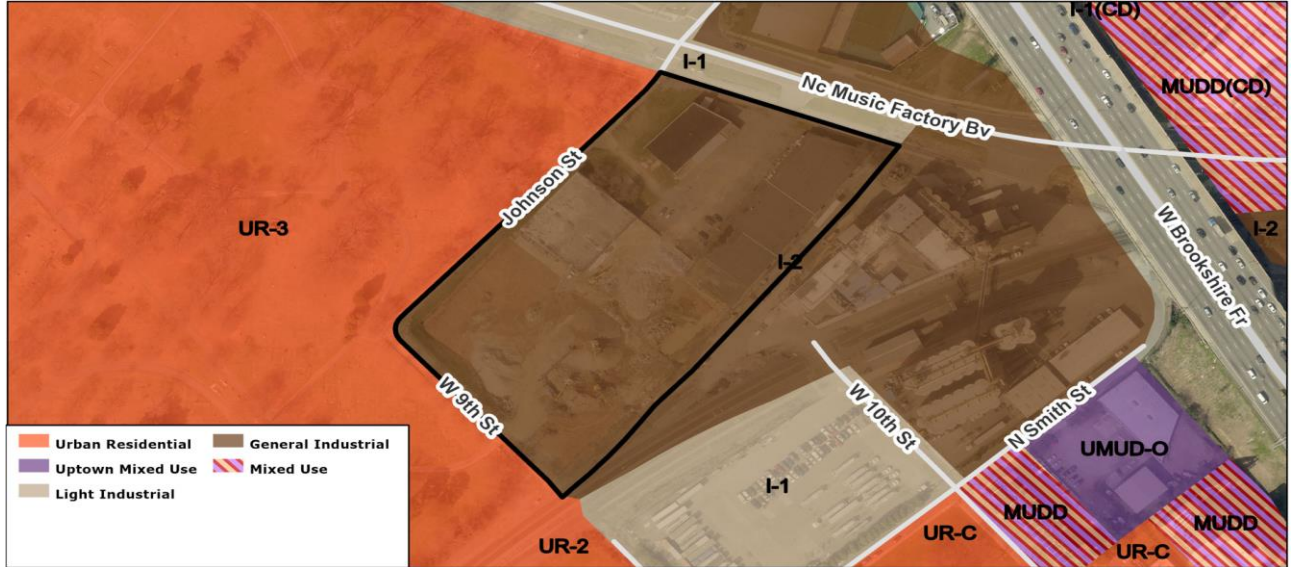 I-1(CD)
I-1
MUDD(CD)
Nc Music Factory Bv
Johnson St
UR-3
I-2
I-2
W.Brookshire Fr
W 9th St
W 10th St
N Smith St
Urban Residential
General Industrial
Uptown Mixed Use
Mixed Use
Light Industrial
UMUD-O
I-1
MUDD
MUDD
UR-2
UR-C
UR-C